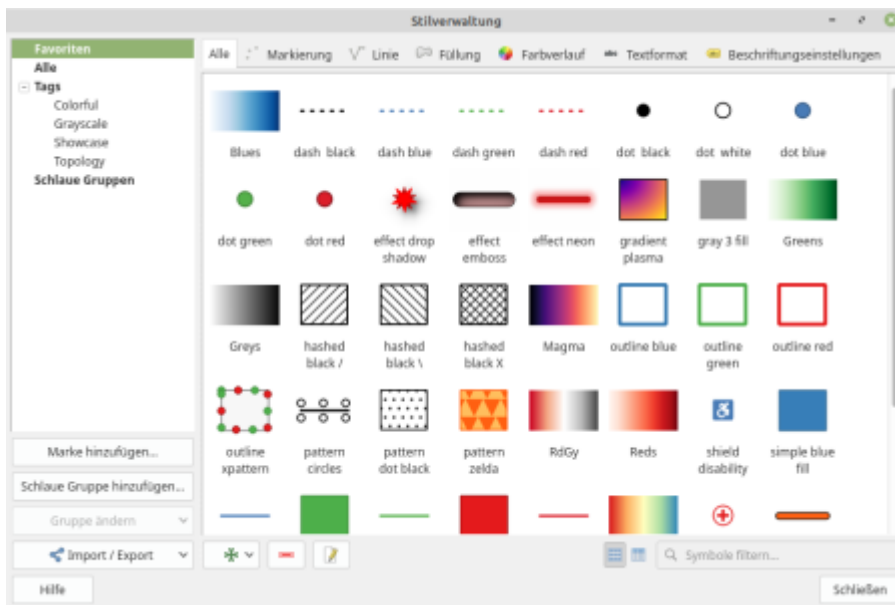 Stilverwaltung
Favoriten
Alle
Tags
Colorful
Grayscale
Showcase
Topology
Schlaue Gruppen
Alle Markierung Linie Füllung Farbverlauf abc Textformat Beschriftungseinstellungen
Blues dash black dash blue dash green dash red dot black dot white dot blue
dot green dot red effect drop effect effect neon gradient gray 3 fill Greens
shadow emboss plasma
Greys hashed hashed hashed Magma outline blue outline outline red
black / black \ black X green
outline pattern pattern pattern RdGy Reds shield simple blue
xpattern circles dot black zelda disability fill
Marke hinzufügen...
Schlaue Gruppe hinzufügen...
Gruppe ändern
Import / Export
Symbole filtern...
Hilfe
Schließen